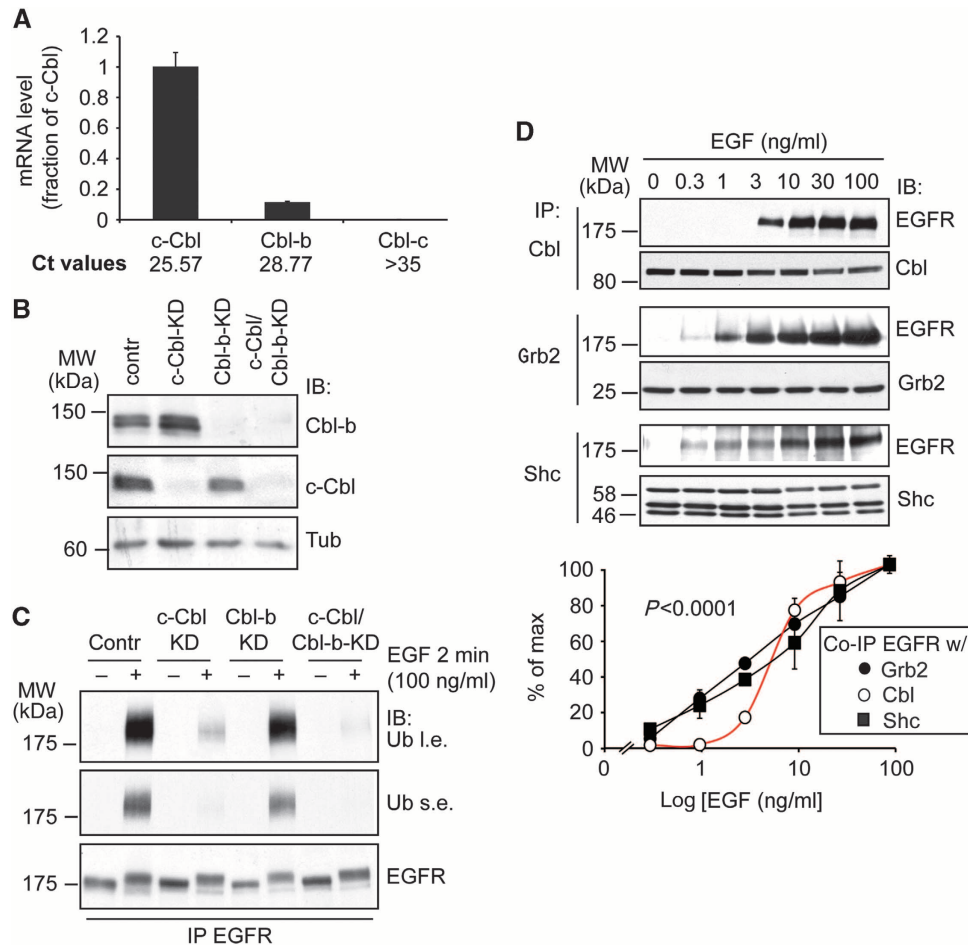 A
mRNA level
(fraction of c-Cbl)
1.2
1
0.8
0.6
0.4
0.2
0
c-Cbl Cbl-b Cbl-c
Ct values 25.57 28.77 >35
B
MW
(kDa)
contr
c-Cbl-KD
Cbl-b-KD
c-Cbl/
Cbl-b-KD
IB:
150
Cbl-b
150
c-Cbl
60
Tub
C
Contr
c-Cbl
KD
Cbl-b
KD
c-Cbl/
Cbl-b-KD
EGF 2 min
(100 ng/ml)
– + – + – + – +
MW
(kDa)
IB:
Ub l.e.
175
Ub s.e.
175
EGFR
175
IP EGFR
D
EGF (ng/ml)
MW
(kDa)
0 0.3 1 3 10 30 100
IB:
IP:
Cbl
175
EGFR
80
Cbl
Grb2
175
EGFR
25
Grb2
Shc
175
EGFR
58
46
Shc
% of max
100
80
60
40
20
0
P<0.0001
Co-IP EGFR w/
Grb2
Cbl
Shc
0 1 10 100
Log [EGF (ng/ml]